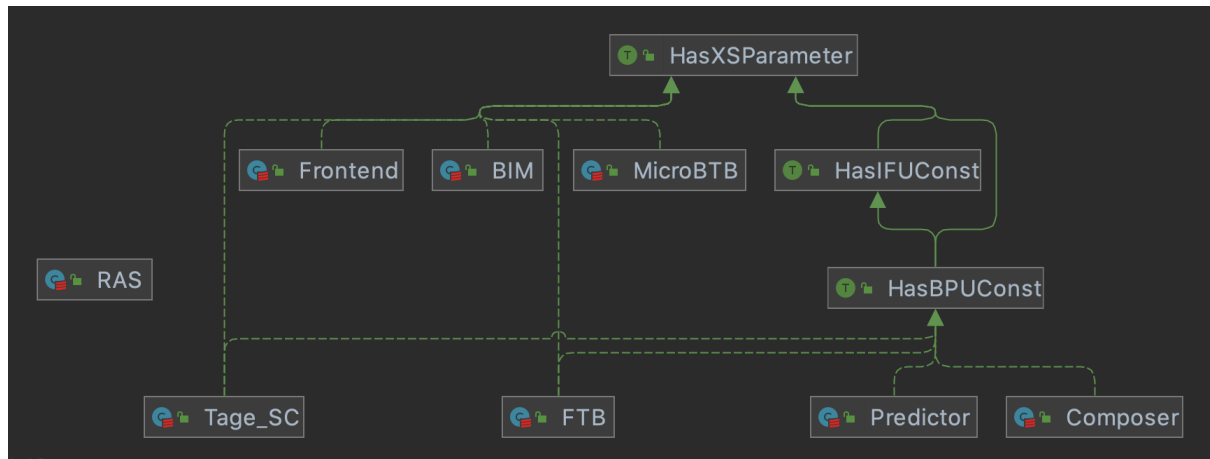 HasXSParameter
Frontend
BIM
MicroBTB
HasIFUConst
RAS
HasBPUConst
Tage_SC
FTB
Predictor
Composer